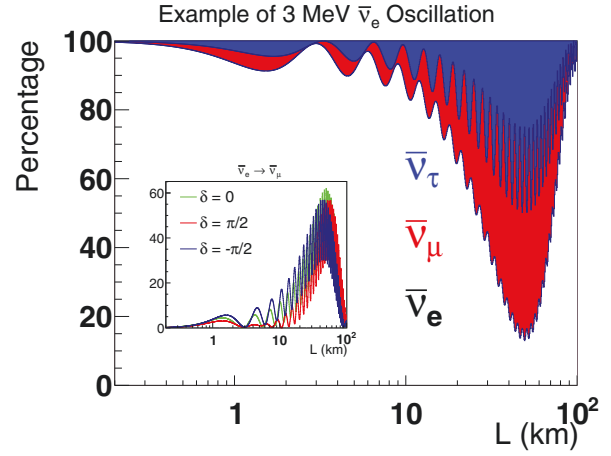 Example of 3 MeV ν̅e Oscillation
Percentage
100
80
60
40
20
0
ν̅τ
ν̅μ
ν̅e
ν̅e → ν̅μ
60
40
20
0
δ = 0
δ = π/2
δ = -π/2
1
10
10²
L (km)
1
10
10²
L (km)